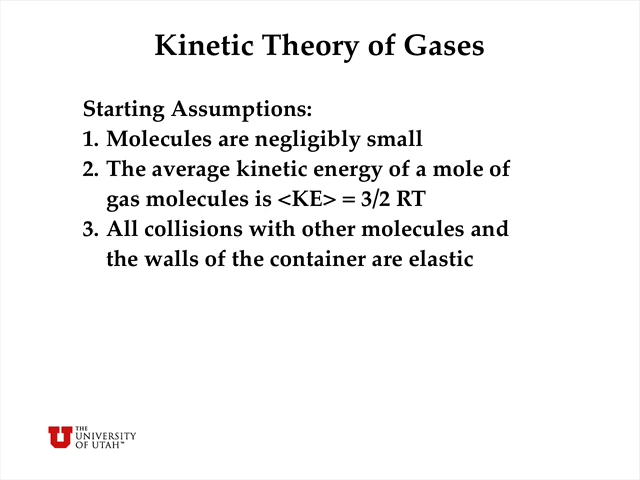 Kinetic Theory of Gases
Starting Assumptions:
1. Molecules are negligibly small
2. The average kinetic energy of a mole of
gas molecules is <KE> = 3/2 RT
3. All collisions with other molecules and
the walls of the container are elastic
U THE
UNIVERSITY
OF UTAH™